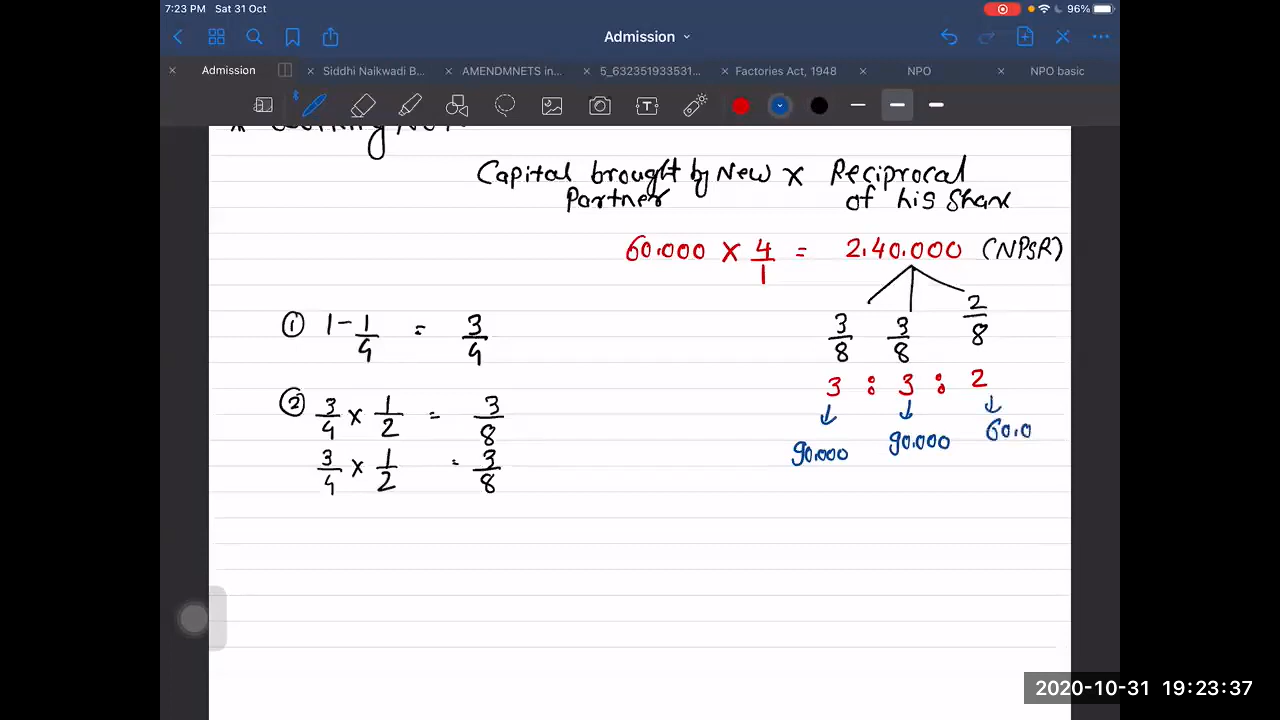 7:23 PM Sat 31 Oct
96%
Admission
Admission
Siddhi Naikwadi B...
AMENDMNETS in...
5_632351933531...
Factories Act, 1948
NPO
NPO basic
Capital brought by New × Reciprocal
Partner of his Share
60.000 × 4/1 = 2.40.000 (NPSR)
① 1 - 1/4 = 3/4
3/8 3/8 2/8
3 : 3 : 2
② 3/4 × 1/2 = 3/8
3/4 × 1/2 = 3/8
90.000 90.000 60.0
2020-10-31 19:23:37